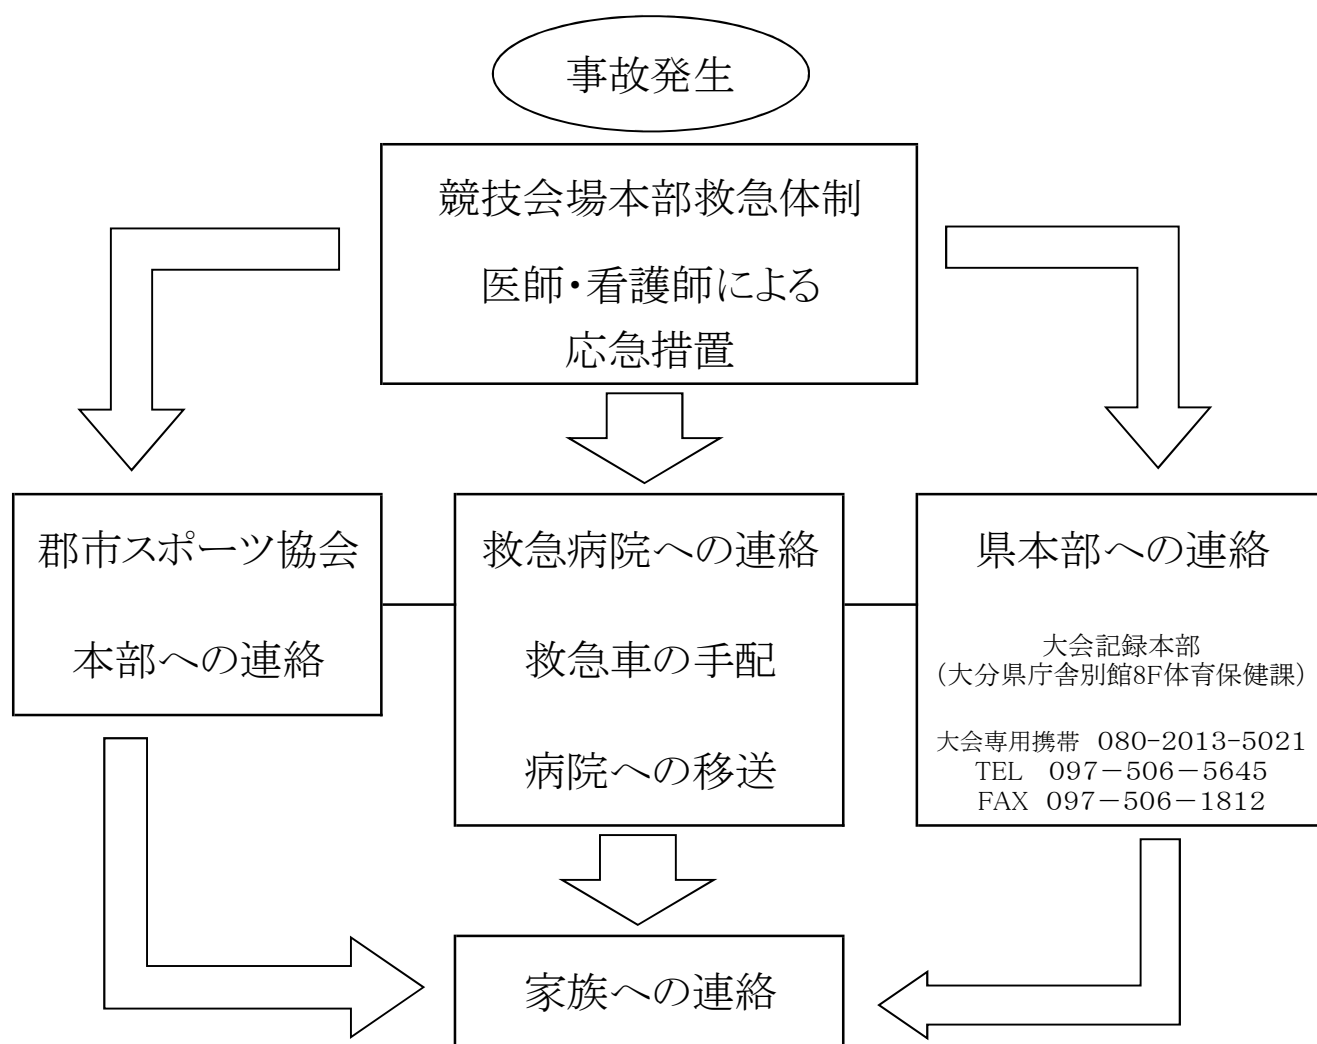 事故発生
競技会場本部救急体制
医師・看護師による
応急措置
郡市スポーツ協会
本部への連絡
救急病院への連絡
救急車の手配
病院への移送
県本部への連絡
大会記録本部
（大分県庁舎別館8F体育保健課）
大会専用携帯　080-2013-5021
TEL　097－506－5645
FAX　097－506－1812
家族への連絡